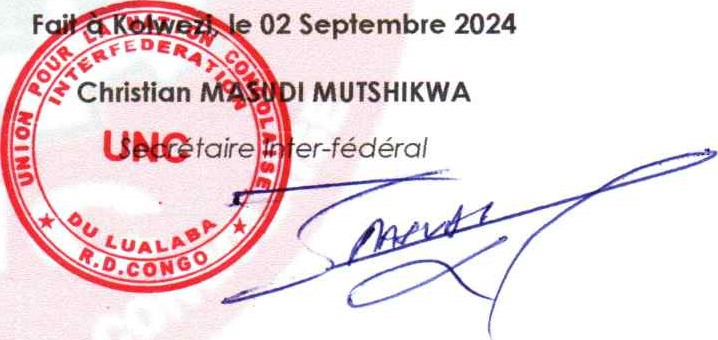 Fait à Kolwezi, le 02 Septembre 2024
Christian MASUDI MUTSHIKWA
Secrétaire Inter-fédéral
UNION POUR LA NATION CONGOLAISE
INTERFEDERATION
UNC
DU LUALABA
R.D.CONGO